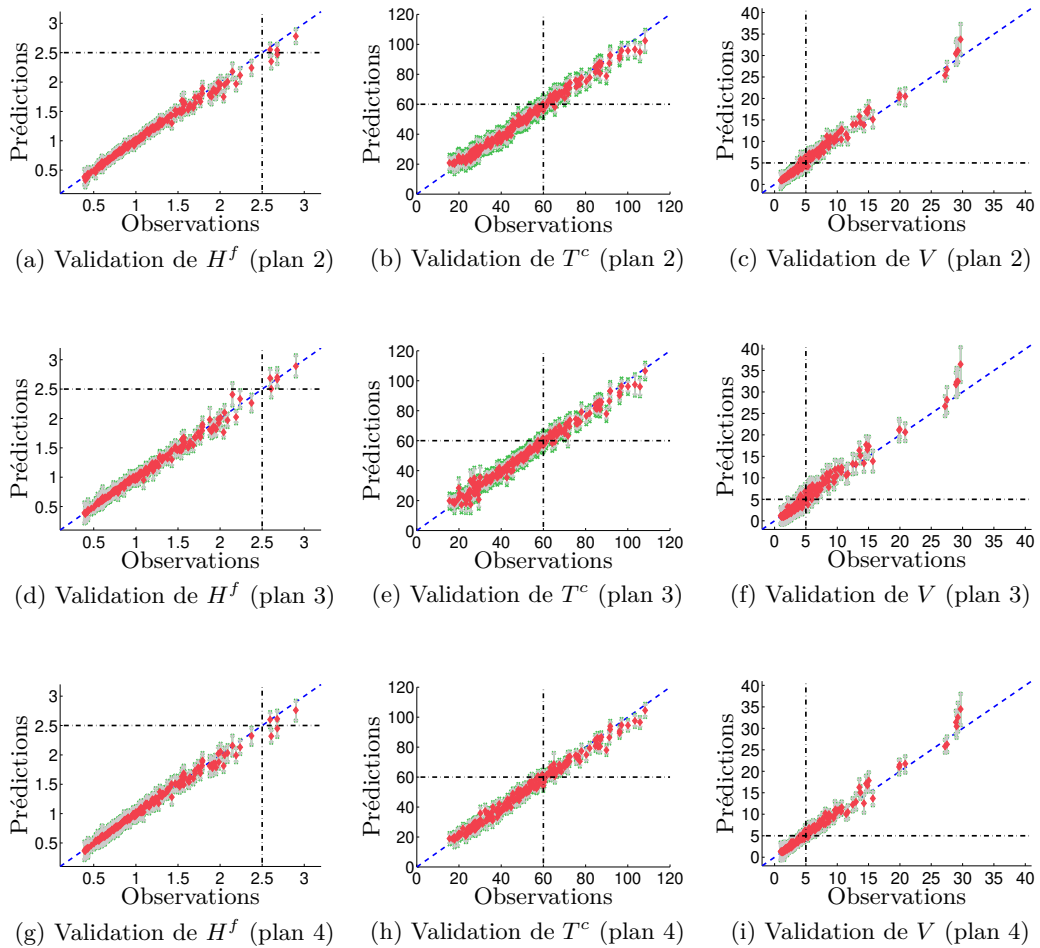 Prédictions
3
2.5
2
1.5
1
0.5
0.5 1 1.5 2 2.5 3
Observations
(a) Validation de H^f (plan 2)
Prédictions
120
100
80
60
40
20
0
0 20 40 60 80 100 120
Observations
(b) Validation de T^c (plan 2)
Prédictions
40
35
30
25
20
15
10
5
0
0 5 10 15 20 25 30 35 40
Observations
(c) Validation de V (plan 2)
Prédictions
3
2.5
2
1.5
1
0.5
0.5 1 1.5 2 2.5 3
Observations
(d) Validation de H^f (plan 3)
Prédictions
120
100
80
60
40
20
0
0 20 40 60 80 100 120
Observations
(e) Validation de T^c (plan 3)
Prédictions
40
35
30
25
20
15
10
5
0
0 5 10 15 20 25 30 35 40
Observations
(f) Validation de V (plan 3)
Prédictions
3
2.5
2
1.5
1
0.5
0.5 1 1.5 2 2.5 3
Observations
(g) Validation de H^f (plan 4)
Prédictions
120
100
80
60
40
20
0
0 20 40 60 80 100 120
Observations
(h) Validation de T^c (plan 4)
Prédictions
40
35
30
25
20
15
10
5
0
0 5 10 15 20 25 30 35 40
Observations
(i) Validation de V (plan 4)